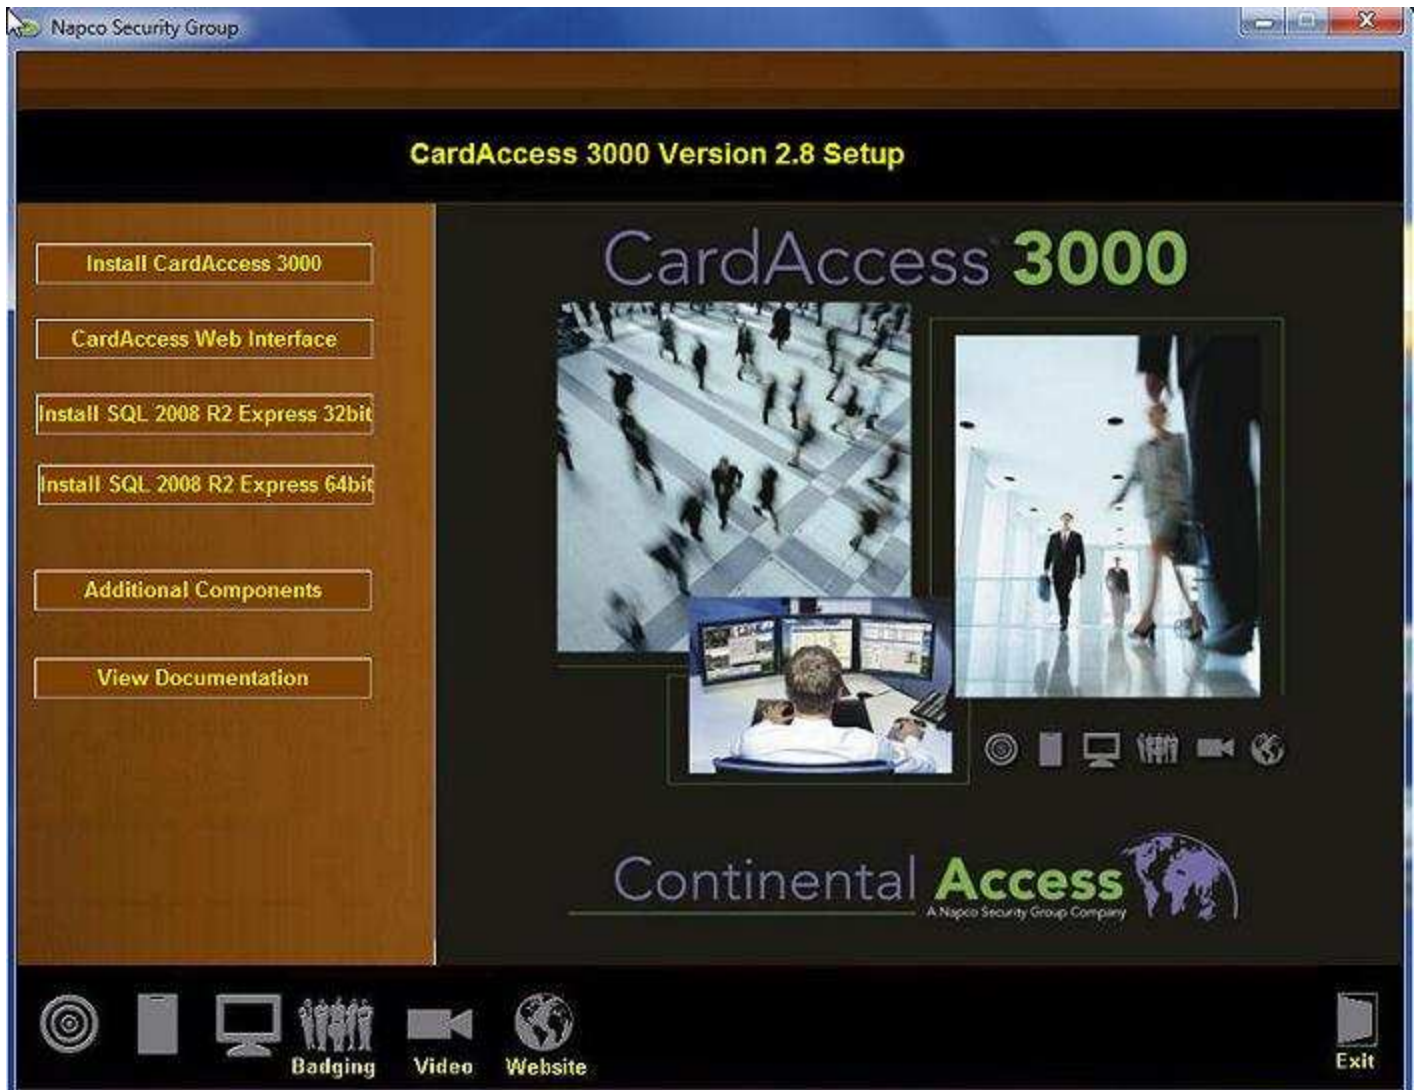 Napco Security Group
CardAccess 3000 Version 2.8 Setup
Install CardAccess 3000
CardAccess Web Interface
Install SQL 2008 R2 Express 32bit
Install SQL 2008 R2 Express 64bit
Additional Components
View Documentation
CardAccess 3000
Continental Access
A Napco Security Group Company
Badging
Video
Website
Exit